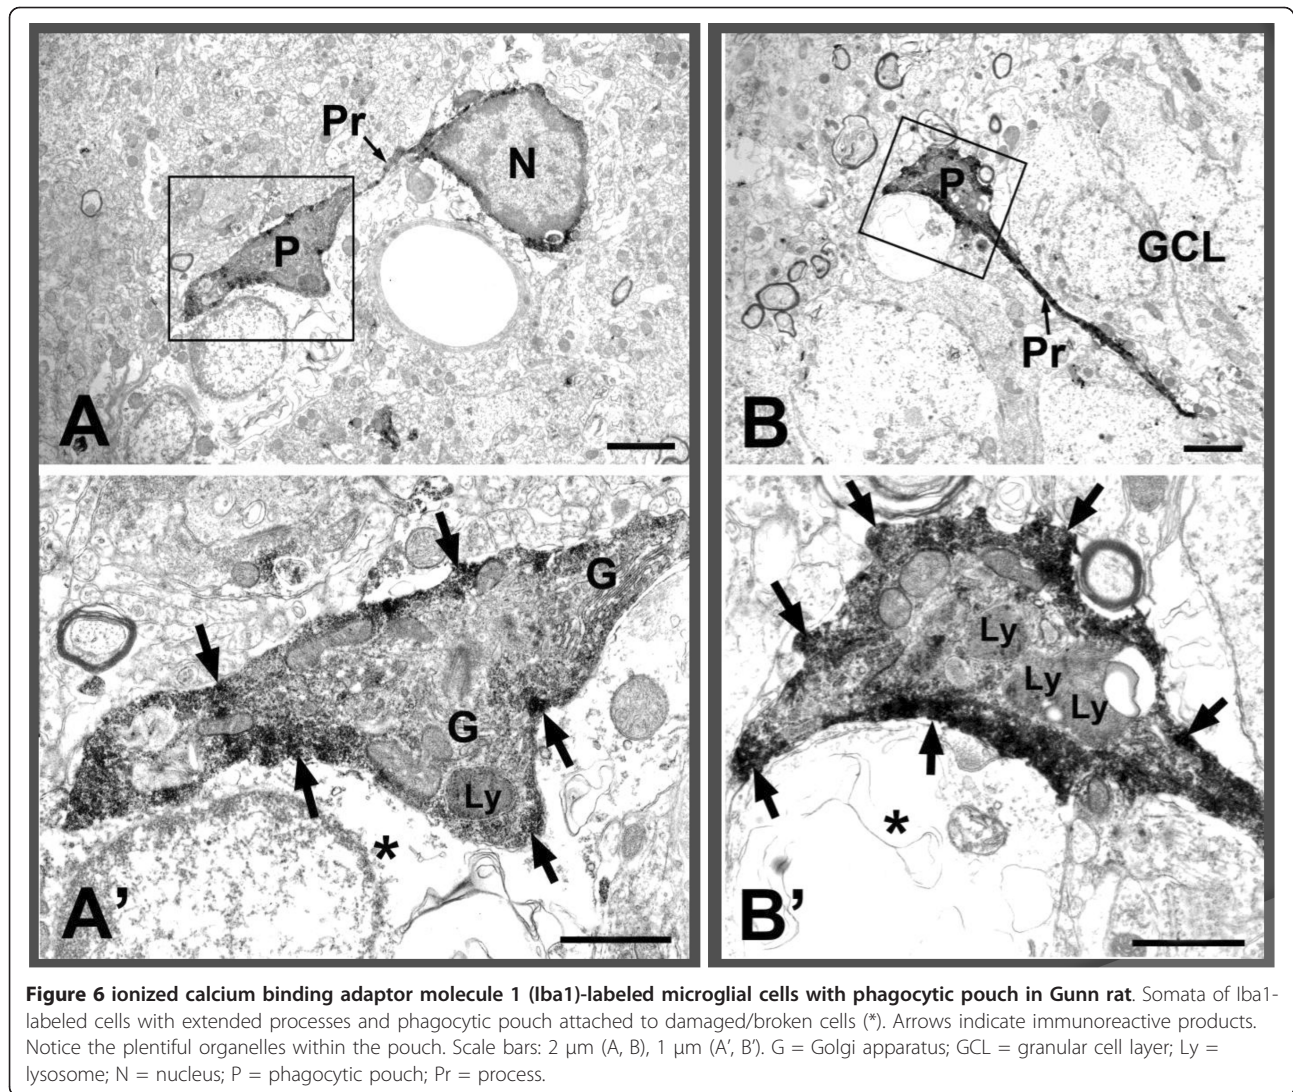 Pr
N
P
A
P
GCL
Pr
B
G
G
Ly
*
A’
Ly
Ly
Ly
*
B’
Figure 6 ionized calcium binding adaptor molecule 1 (Iba1)-labeled microglial cells with phagocytic pouch in Gunn rat. Somata of Iba1-
labeled cells with extended processes and phagocytic pouch attached to damaged/broken cells (*). Arrows indicate immunoreactive products.
Notice the plentiful organelles within the pouch. Scale bars: 2 μm (A, B), 1 μm (A’, B’). G = Golgi apparatus; GCL = granular cell layer; Ly =
lysosome; N = nucleus; P = phagocytic pouch; Pr = process.